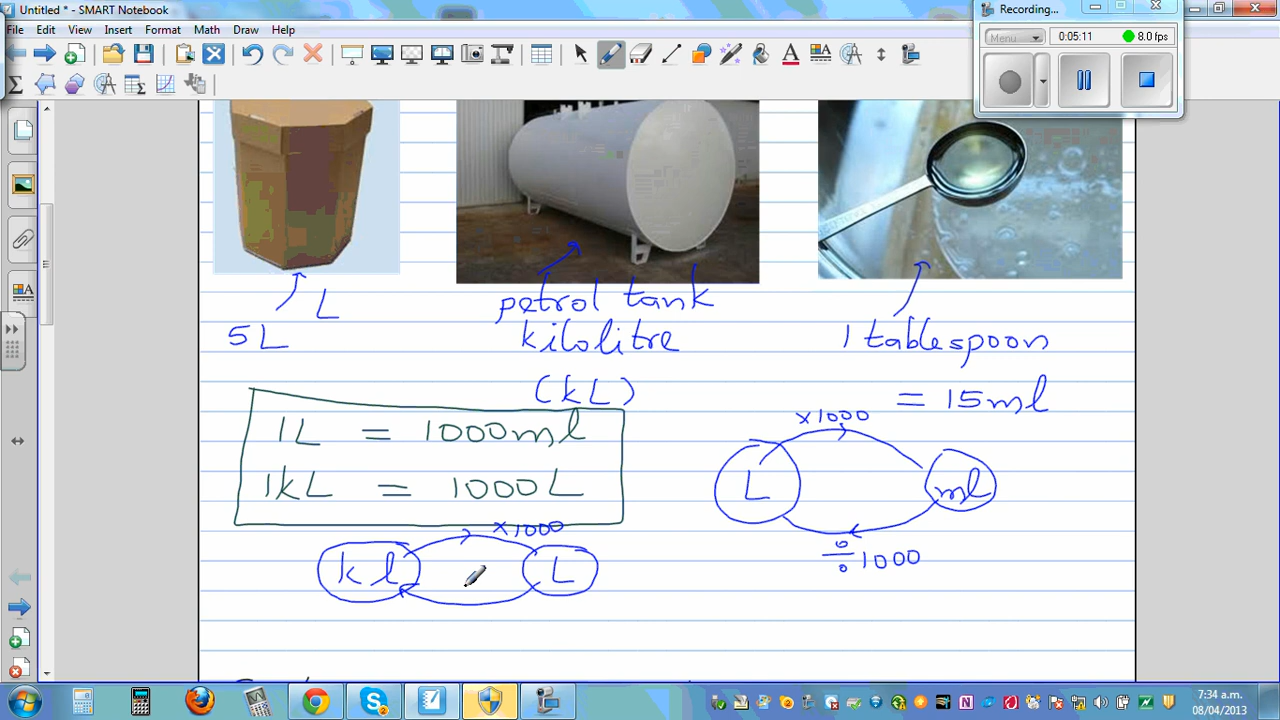 Untitled * - SMART Notebook
Recording...
File Edit View Insert Format Math Draw Help
Menu
0:05:11
8.0 fps
L
5L
petrol tank
kilolitre
(kL)
1 tablespoon
= 15ml
1L = 1000ml
1kL = 1000L
x1000
L
ml
÷1000
x1000
kl
L
7:34 a.m.
08/04/2013